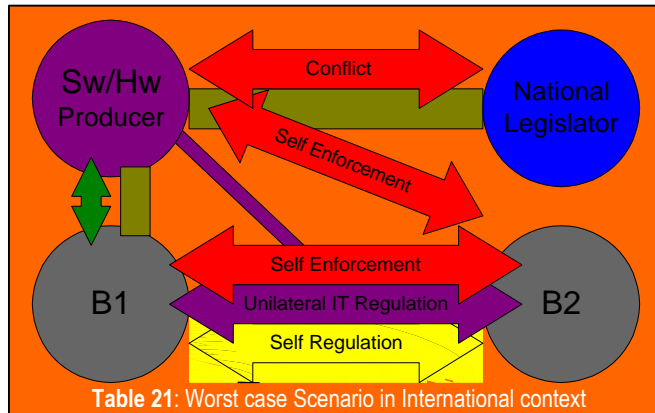 Sw/Hw
Producer
Conflict
National
Legislator
Self Enforcement
B1
Self Enforcement
Unilateral IT Regulation
Self Regulation
B2
Table 21: Worst case Scenario in International context